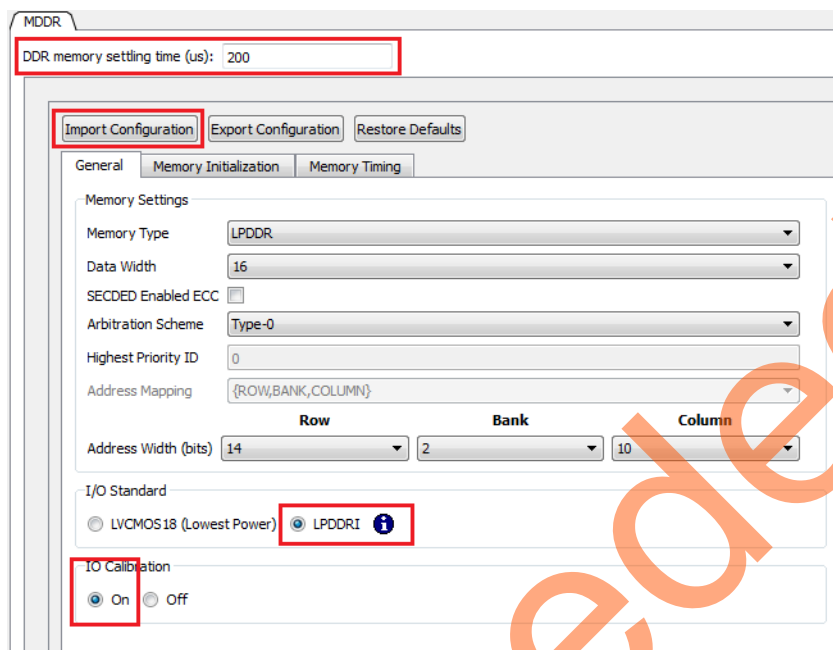 MDDR
DDR memory settling time (us): 200
Import Configuration Export Configuration Restore Defaults
General Memory Initialization Memory Timing
Memory Settings
Memory Type LPDDR
Data Width 16
SECDED Enabled ECC
Arbitration Scheme Type-0
Highest Priority ID 0
Address Mapping {ROW,BANK,COLUMN}
Row Bank Column
Address Width (bits) 14 2 10
I/O Standard
LVCMOS18 (Lowest Power) LPDDRI i
IO Calibration
On Off